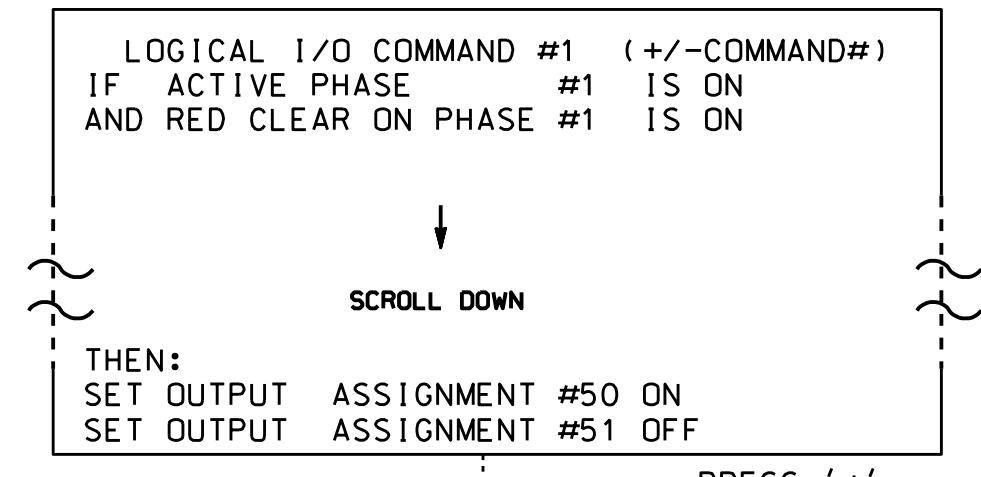 LOGICAL I/O COMMAND #1 (+/-COMMAND#)
IF ACTIVE PHASE #1 IS ON
AND RED CLEAR ON PHASE #1 IS ON
SCROLL DOWN
THEN:
SET OUTPUT ASSIGNMENT #50 ON
SET OUTPUT ASSIGNMENT #51 OFF